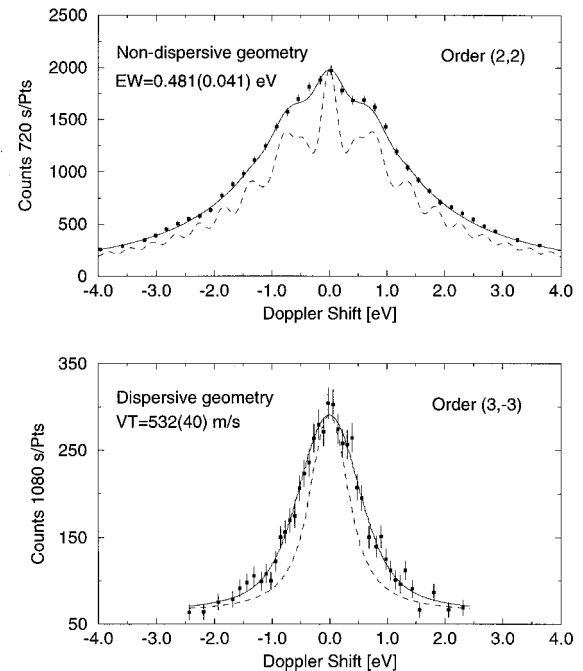 2500
Non-dispersive geometry
Order (2,2)
EW=0.481(0.041) eV
2000
1500
1000
500
0
Counts 720 s/Pts
-4.0 -3.0 -2.0 -1.0 0.0 1.0 2.0 3.0 4.0
Doppler Shift [eV]
350
Dispersive geometry
Order (3,-3)
VT=532(40) m/s
250
150
50
Counts 1080 s/Pts
-4.0 -3.0 -2.0 -1.0 0.0 1.0 2.0 3.0 4.0
Doppler Shift [eV]